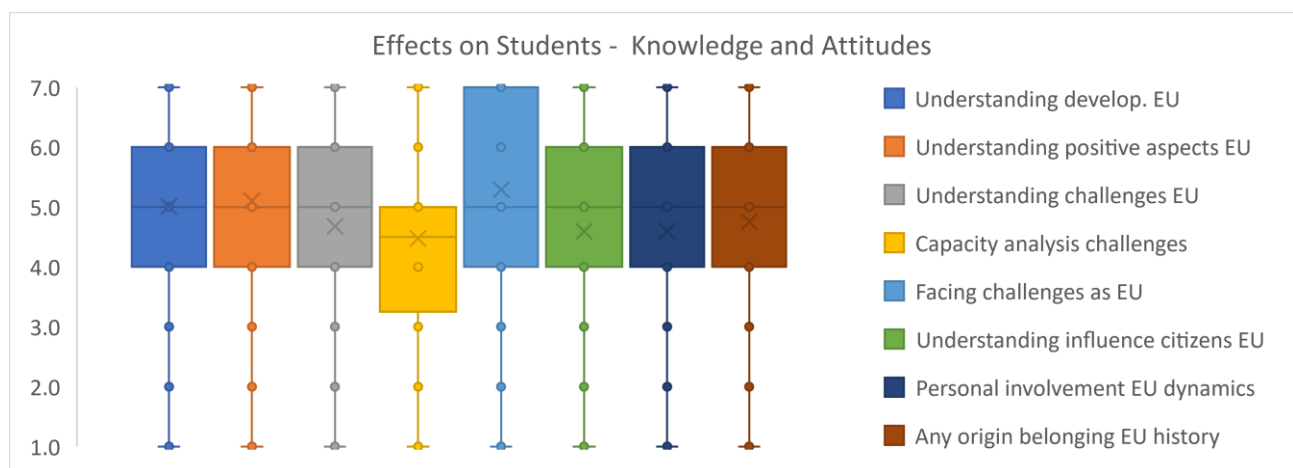 Effects on Students - Knowledge and Attitudes
7.0
6.0
5.0
4.0
3.0
2.0
1.0
Understanding develop. EU
Understanding positive aspects EU
Understanding challenges EU
Capacity analysis challenges
Facing challenges as EU
Understanding influence citizens EU
Personal involvement EU dynamics
Any origin belonging EU history